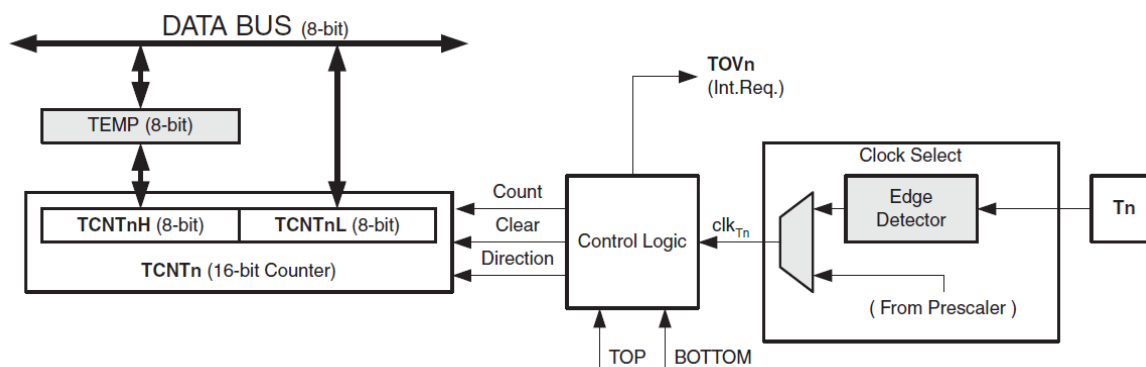 DATA BUS (8-bit)
TOVn
(Int.Req.)
TEMP (8-bit)
Clock Select
Count
TCNTnH (8-bit) TCNTnL (8-bit)
Edge
Detector
Tn
Clear
Control Logic
clkTn
TCNTn (16-bit Counter)
Direction
( From Prescaler )
TOP
BOTTOM